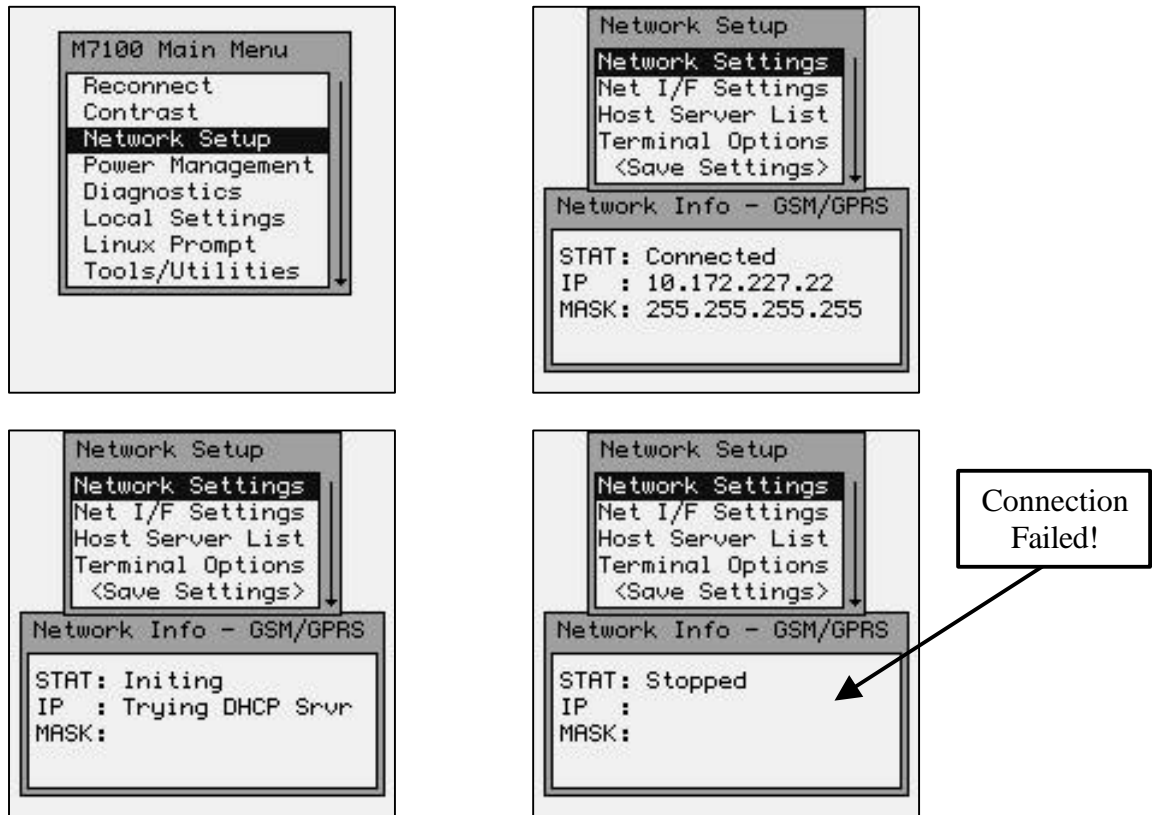 M7100 Main Menu
Reconnect
Contrast
Network Setup
Power Management
Diagnostics
Local Settings
Linux Prompt
Tools/Utilities
Network Setup
Network Settings
Net I/F Settings
Host Server List
Terminal Options
<Save Settings>
Network Info - GSM/GPRS
STAT: Connected
IP  : 10.172.227.22
MASK: 255.255.255.255
Network Setup
Network Settings
Net I/F Settings
Host Server List
Terminal Options
<Save Settings>
Network Info - GSM/GPRS
STAT: Initing
IP  : Trying DHCP Srvr
MASK:
Network Setup
Network Settings
Net I/F Settings
Host Server List
Terminal Options
<Save Settings>
Network Info - GSM/GPRS
STAT: Stopped
IP  :
MASK:
Connection
Failed!